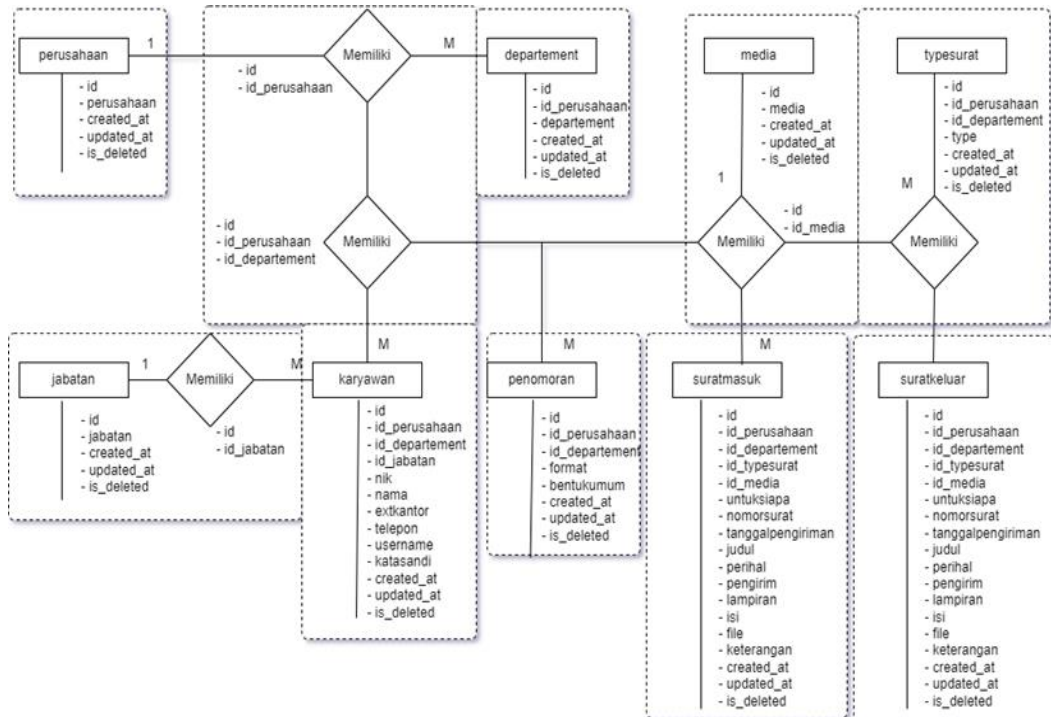 perusahaan
- id
- perusahaan
- created_at
- updated_at
- is_deleted
1
Memiliki
- id
- id_perusahaan
M
departement
- id
- id_perusahaan
- departement
- created_at
- updated_at
- is_deleted
media
- id
- media
- created_at
- updated_at
- is_deleted
typesurat
- id
- id_perusahaan
- id_departement
- type
- created_at
- updated_at
- is_deleted
- id
- id_perusahaan
- id_departement
Memiliki
1
Memiliki
- id
- id_media
M
Memiliki
jabatan
- id
- jabatan
- created_at
- updated_at
- is_deleted
1
Memiliki
- id
- id_jabatan
M
M
karyawan
- id
- id_perusahaan
- id_departement
- id_jabatan
- nik
- nama
- extkantor
- telepon
- username
- katasandi
- created_at
- updated_at
- is_deleted
M
penomoran
- id
- id_perusahaan
- id_departement
- format
- bentukumum
- created_at
- updated_at
- is_deleted
M
suratmasuk
- id
- id_perusahaan
- id_departement
- id_typesurat
- id_media
- untuksiapa
- nomorsurat
- tanggalpengiriman
- judul
- perihal
- pengirim
- lampiran
- isi
- file
- keterangan
- created_at
- updated_at
- is_deleted
suratkeluar
- id
- id_perusahaan
- id_departement
- id_typesurat
- id_media
- untuksiapa
- nomorsurat
- tanggalpengiriman
- judul
- perihal
- pengirim
- lampiran
- isi
- file
- keterangan
- created_at
- updated_at
- is_deleted